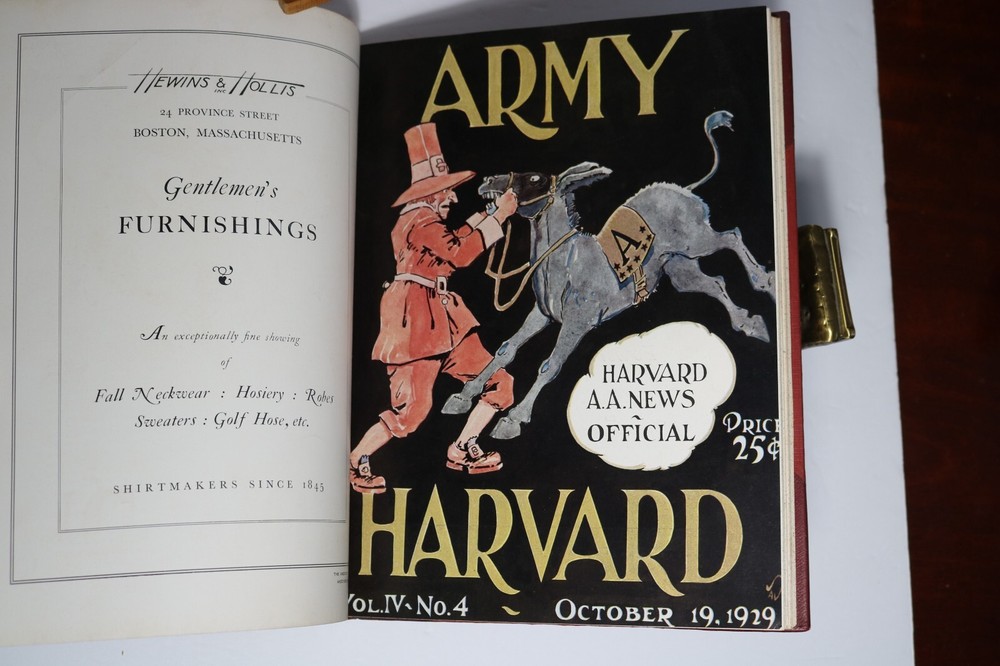 HEWINS & HOLLIS
INC.
24 PROVINCE STREET
BOSTON, MASSACHUSETTS
Gentlemen's
FURNISHINGS
An exceptionally fine showing
of
Fall Neckwear : Hosiery : Robes
Sweaters : Golf Hose, etc.
SHIRTMAKERS SINCE 1845
ARMY
A
HARVARD
A.A. NEWS
~
OFFICIAL
PRICE
25¢
HARVARD
VOL. IV ~ No. 4 ~ OCTOBER 19, 1929